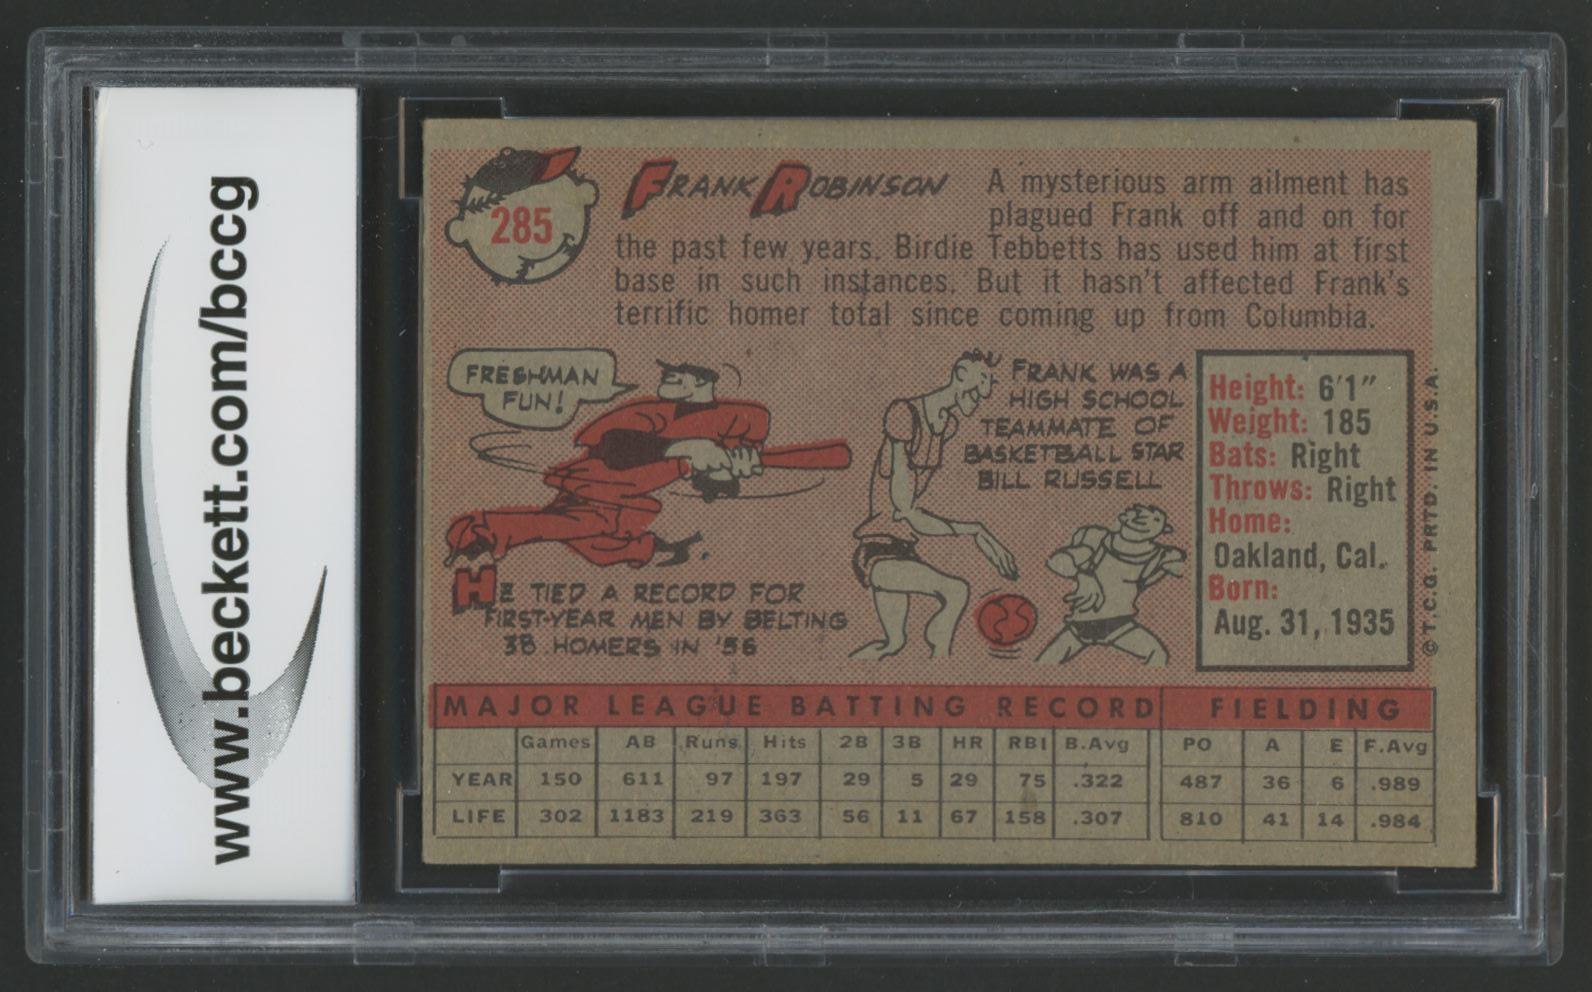 www.beckett.com/bccg
285
FRANK ROBINSON
A mysterious arm ailment has
plagued Frank off and on for
the past few years. Birdie Tebbetts has used him at first
base in such instances. But it hasn't affected Frank's
terrific homer total since coming up from Columbia.
FRESHMAN
FUN!
HE TIED A RECORD FOR
FIRST-YEAR MEN BY BELTING
38 HOMERS IN '56
FRANK WAS A
HIGH SCHOOL
TEAMMATE OF
BASKETBALL STAR
BILL RUSSELL
Height: 6'1"
Weight: 185
Bats: Right
Throws: Right
Home:
Oakland, Cal.
Born:
Aug. 31, 1935
© T.C.G. PRTD. IN U.S.A.
MAJOR LEAGUE BATTING RECORD FIELDING
Games AB Runs Hits 2B 3B HR RBI B.Avg PO A E F.Avg
YEAR 150 611 97 197 29 5 29 75 .322 487 36 6 .989
LIFE 302 1183 219 363 56 11 67 158 .307 810 41 14 .984